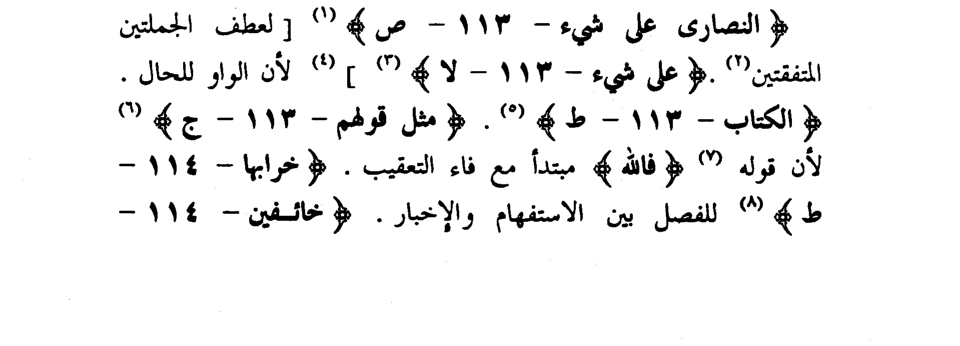 ﴿ النصارى على شيء – ١١٣ – ص ﴾ (١) [ لعطف الجملتين
المتفقتين(٢) . ﴿ على شيء – ١١٣ – لا ﴾ (٣) ] (٤) لأن الواو للحال .
﴿ الكتاب – ١١٣ – ط ﴾ (٥) . ﴿ مثل قولهم – ١١٣ – ج ﴾ (٦)
لأن قوله (٧) ﴿ فالله ﴾ مبتدأ مع فاء التعقيب . ﴿ خرابها – ١١٤ –
ط ﴾ (٨) للفصل بين الاستفهام والإخبار . ﴿ خائفين – ١١٤ –